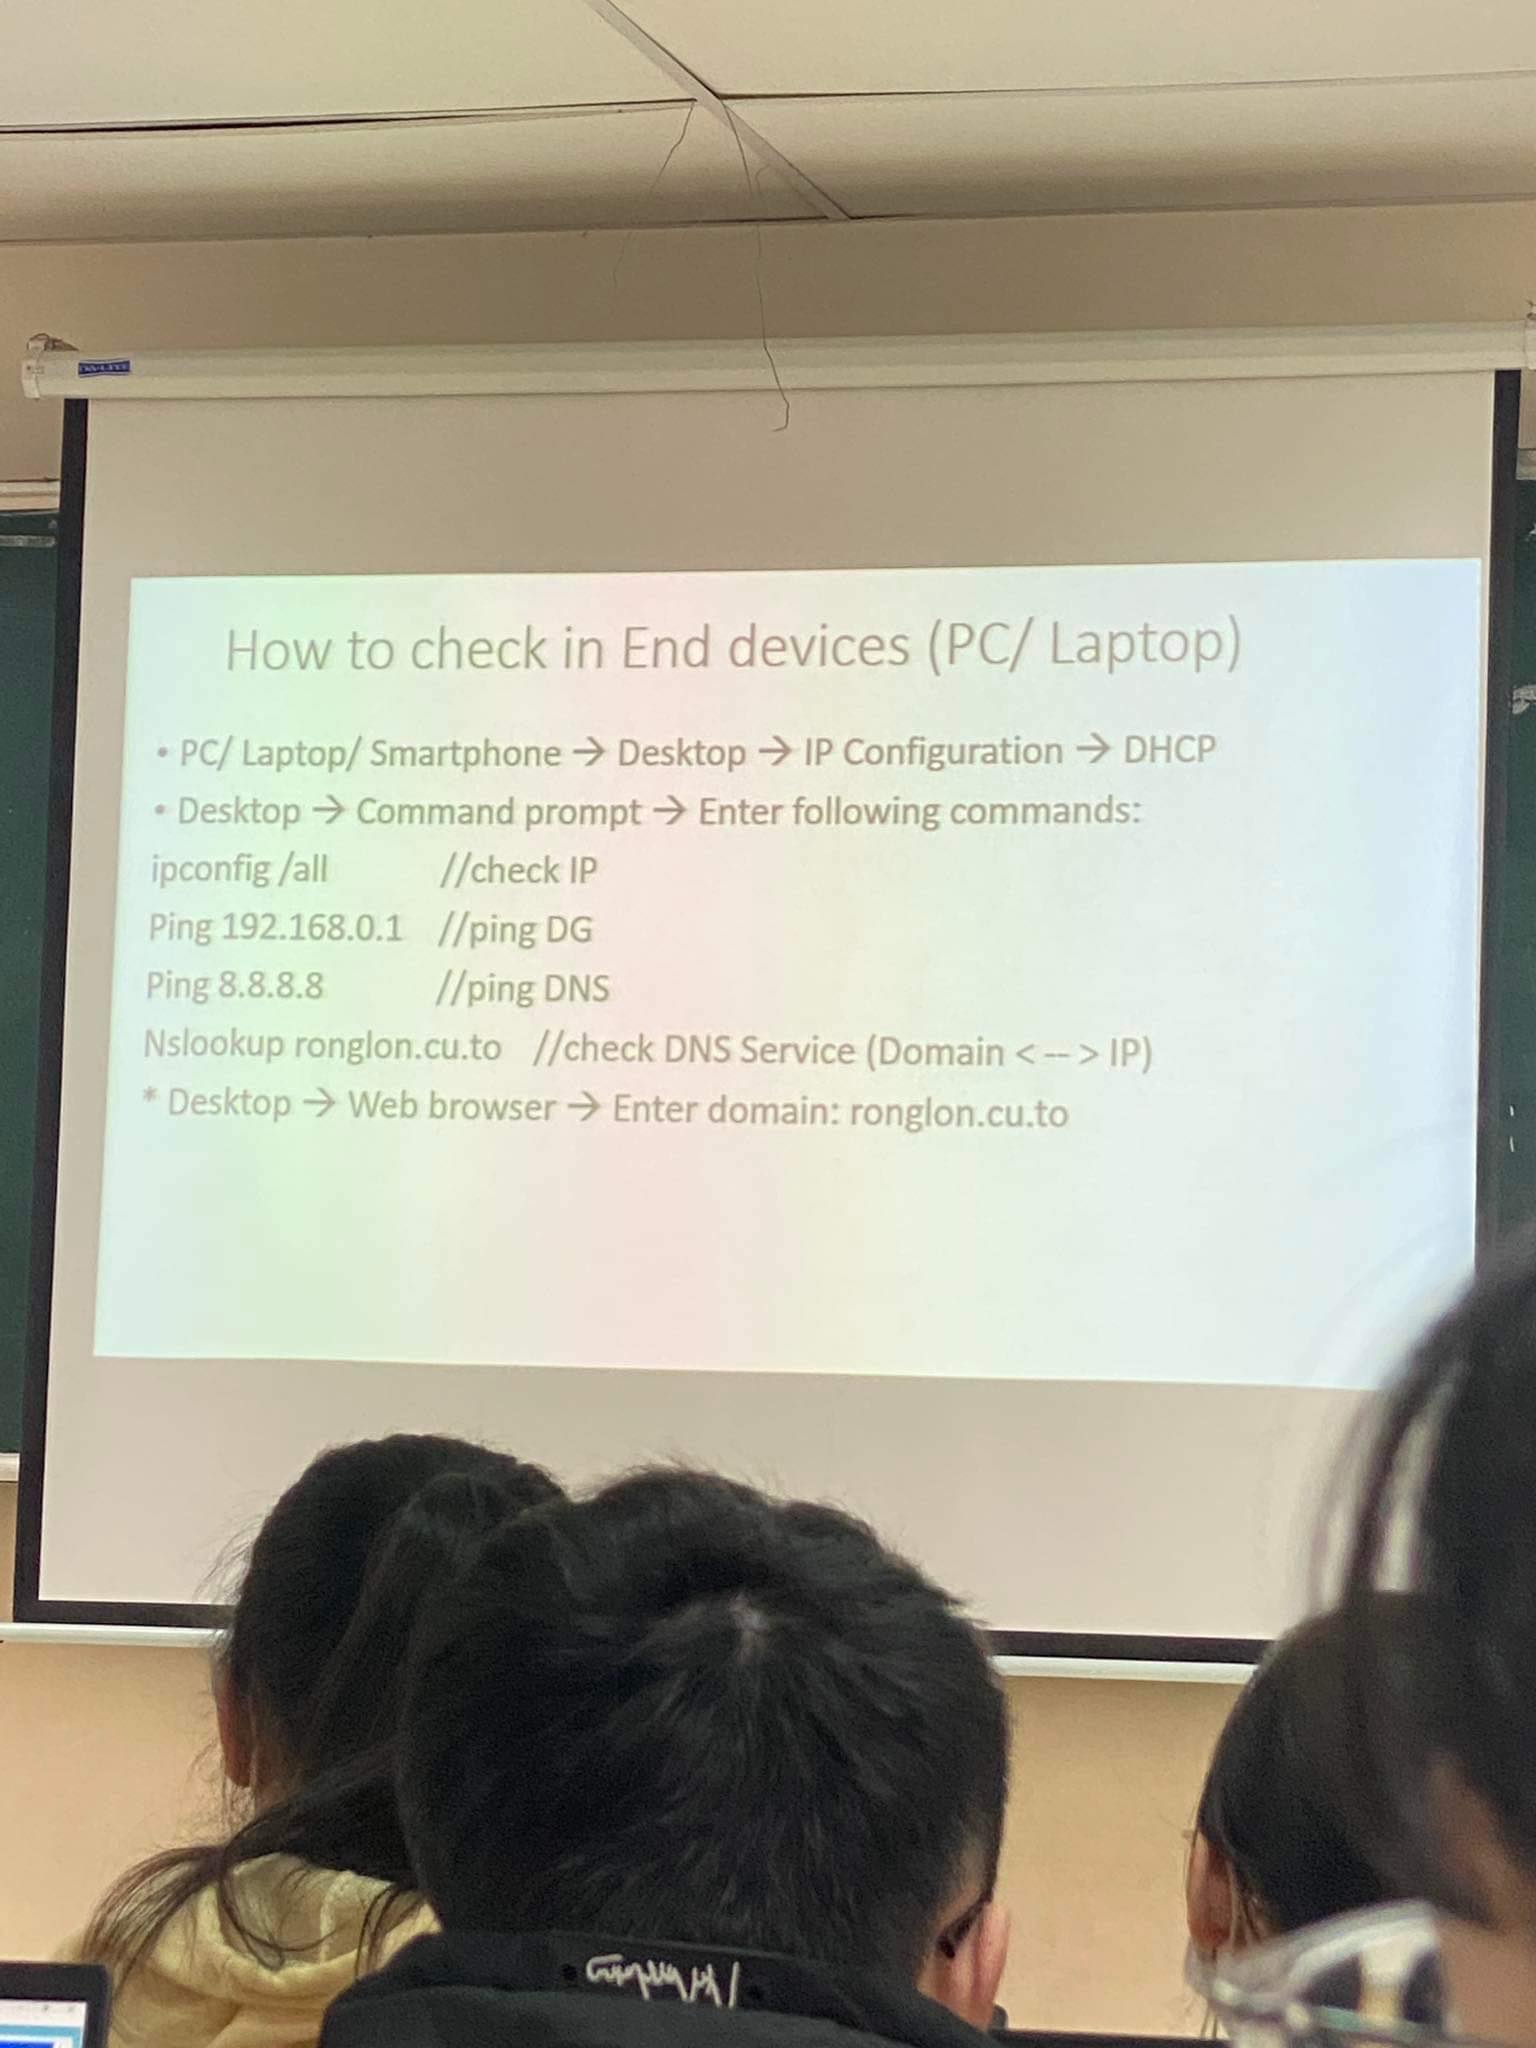 DA-LITE
How to check in End devices (PC/ Laptop)
• PC/ Laptop/ Smartphone → Desktop → IP Configuration → DHCP
• Desktop → Command prompt → Enter following commands:
ipconfig /all //check IP
Ping 192.168.0.1 //ping DG
Ping 8.8.8.8 //ping DNS
Nslookup ronglon.cu.to //check DNS Service (Domain < -- > IP)
* Desktop → Web browser → Enter domain: ronglon.cu.to